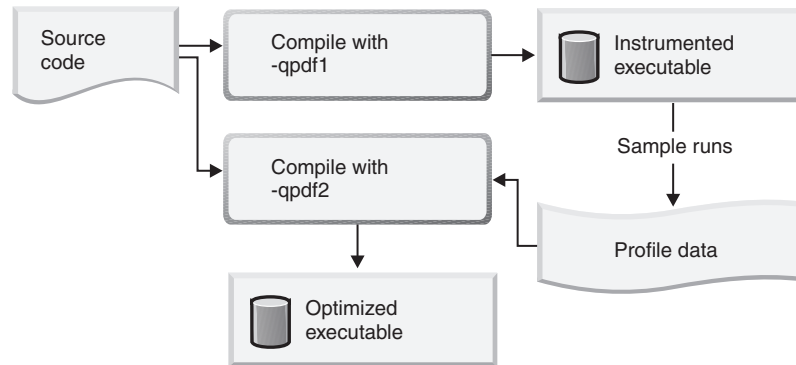 Source
code
Compile with
-qpdf1
Instrumented
executable
Sample runs
Compile with
-qpdf2
Profile data
Optimized
executable